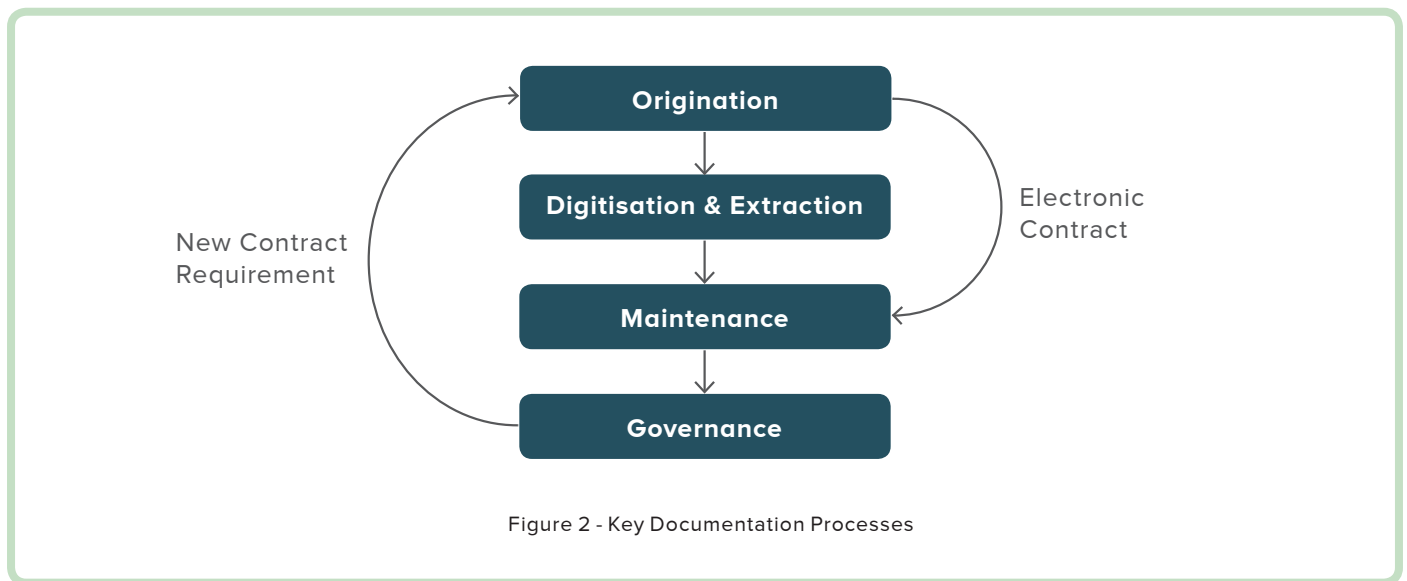 Origination
Digitisation & Extraction
Electronic
Contract
New Contract
Requirement
Maintenance
Governance
Figure 2 - Key Documentation Processes